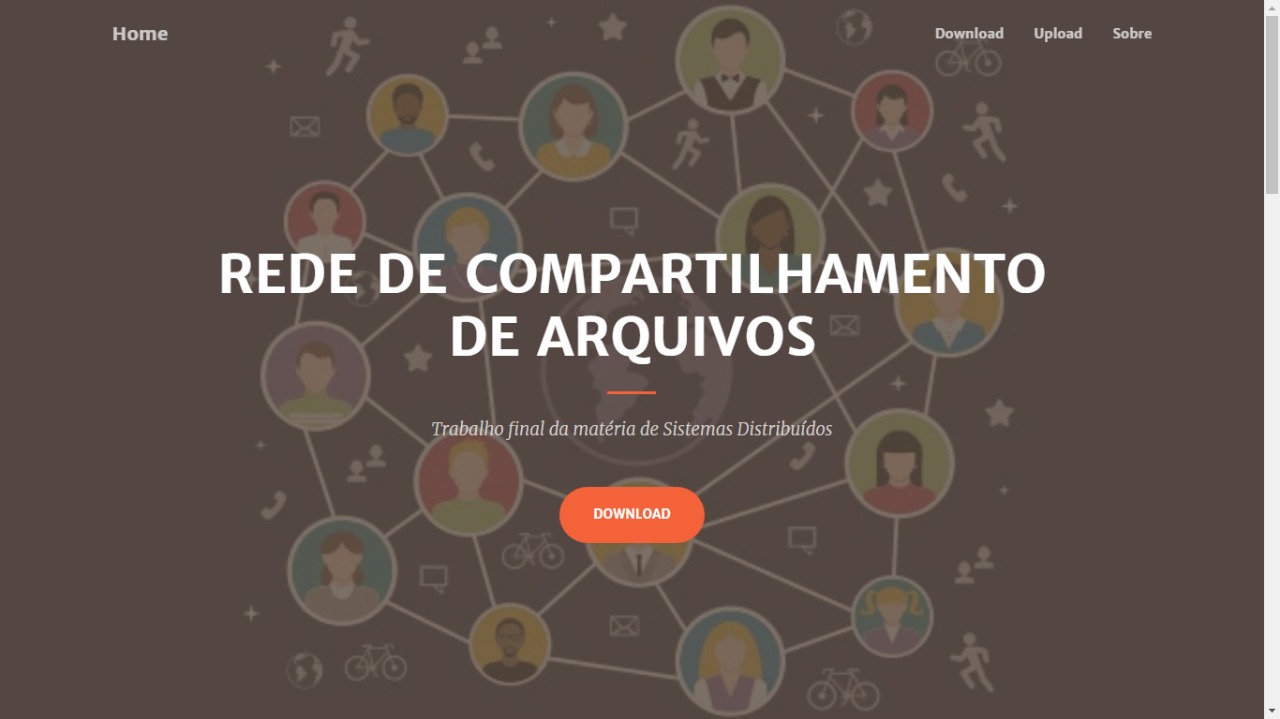 Home
Download
Upload
Sobre
REDE DE COMPARTILHAMENTO
DE ARQUIVOS
Trabalho final da matéria de Sistemas Distribuídos
DOWNLOAD